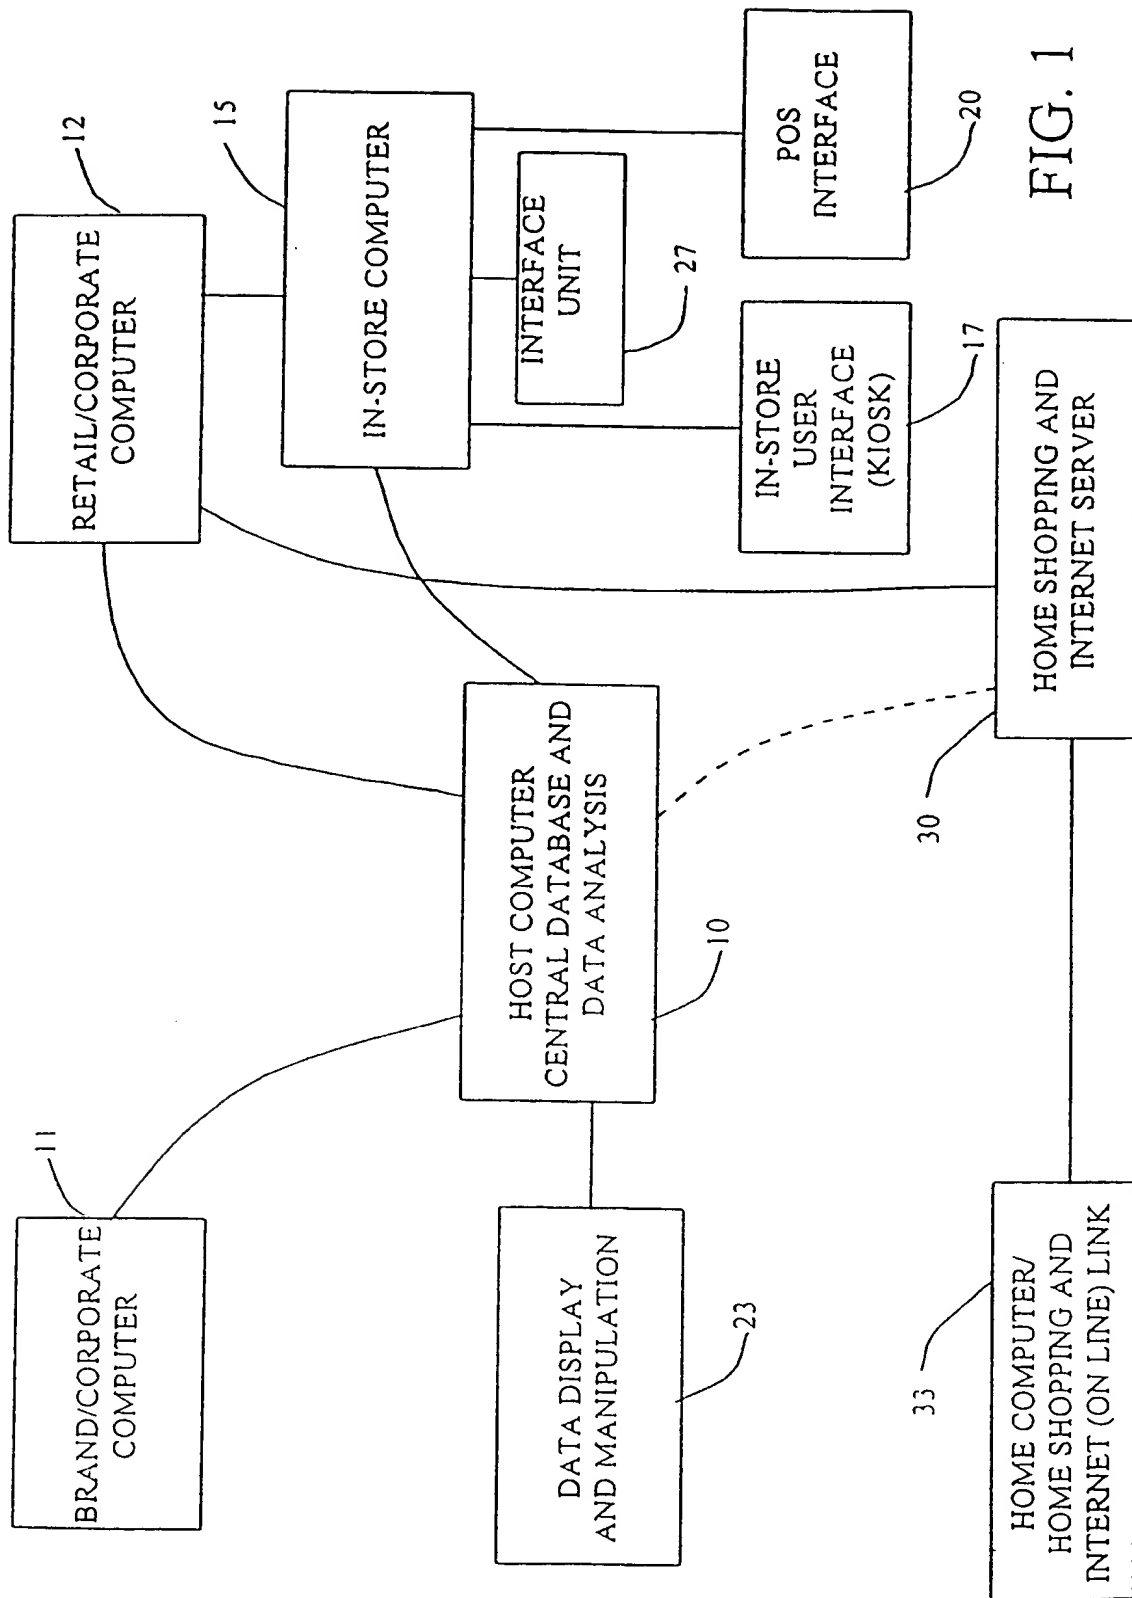 BRAND/CORPORATE
COMPUTER
11
RETAIL/CORPORATE
COMPUTER
12
IN-STORE COMPUTER
15
INTERFACE
UNIT
27
HOST COMPUTER
CENTRAL DATABASE AND
DATA ANALYSIS
10
DATA DISPLAY
AND MANIPULATION
23
IN-STORE
USER
INTERFACE
(KIOSK)
17
POS
INTERFACE
20
HOME COMPUTER/
HOME SHOPPING AND
INTERNET (ON LINE) LINK
33
HOME SHOPPING AND
INTERNET SERVER
30
FIG. 1